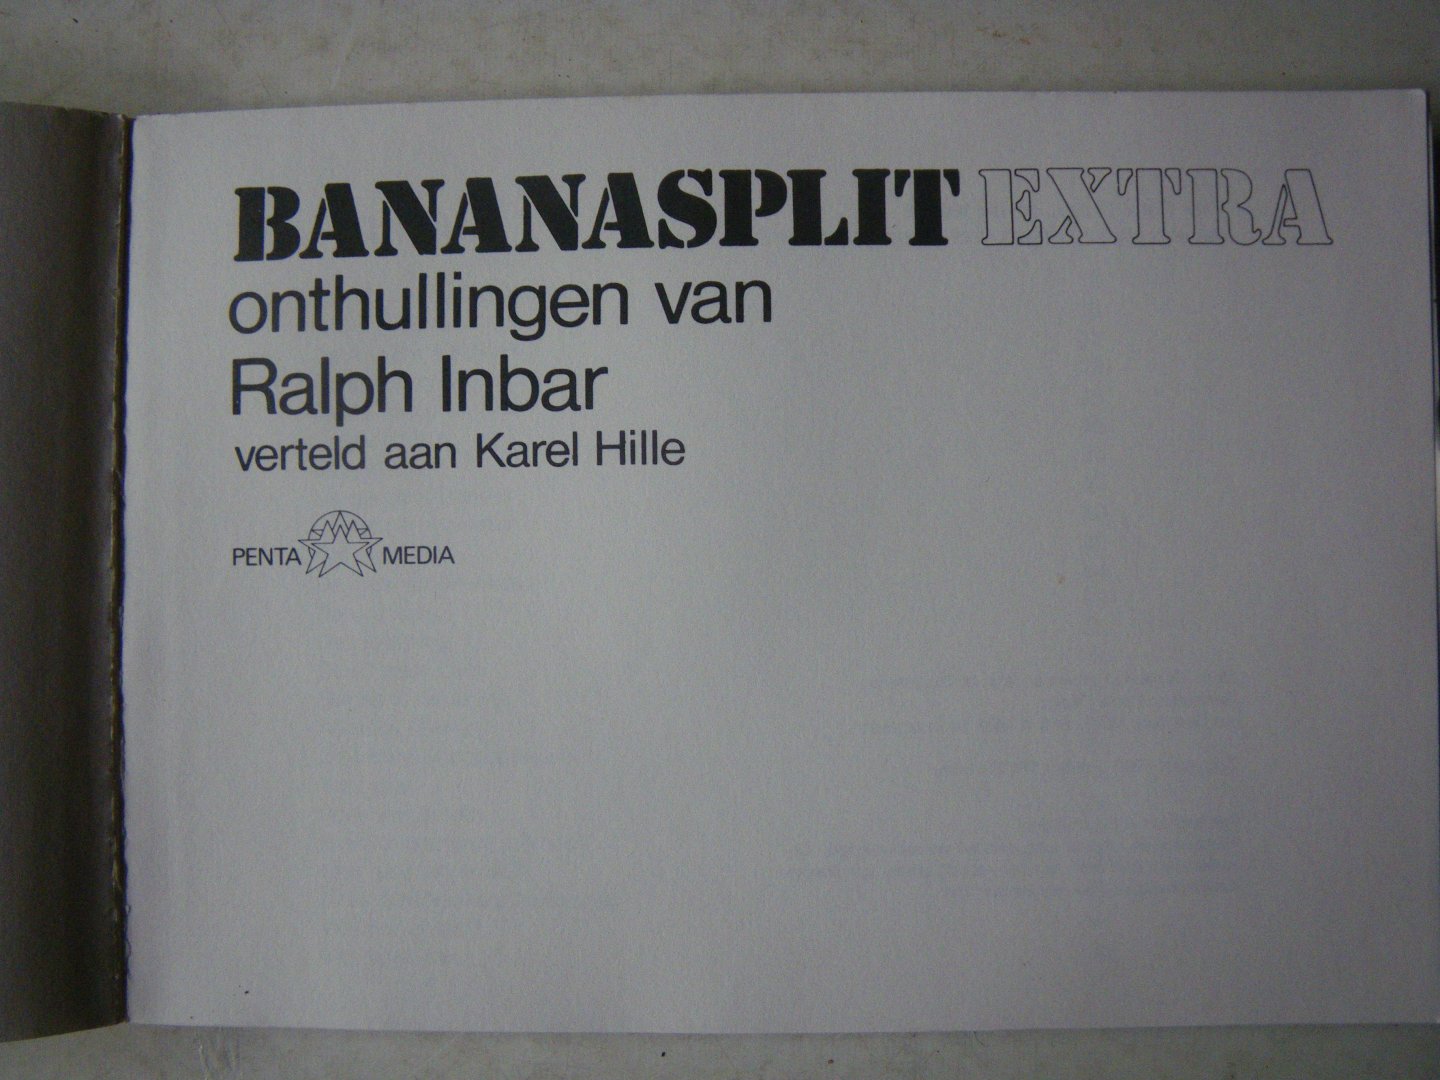 BANANASPLIT EXTRA
onthullingen van
Ralph Inbar
verteld aan Karel Hille
PENTA MEDIA